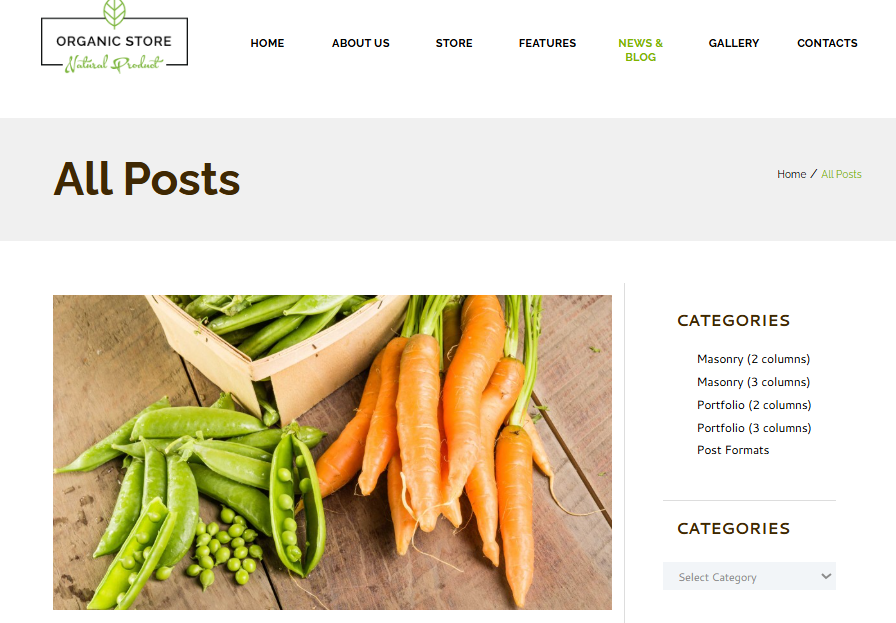 ORGANIC STORE
Natural Product
HOME
ABOUT US
STORE
FEATURES
NEWS &
BLOG
GALLERY
CONTACTS
All Posts
Home / All Posts
CATEGORIES
Masonry (2 columns)
Masonry (3 columns)
Portfolio (2 columns)
Portfolio (3 columns)
Post Formats
CATEGORIES
Select Category